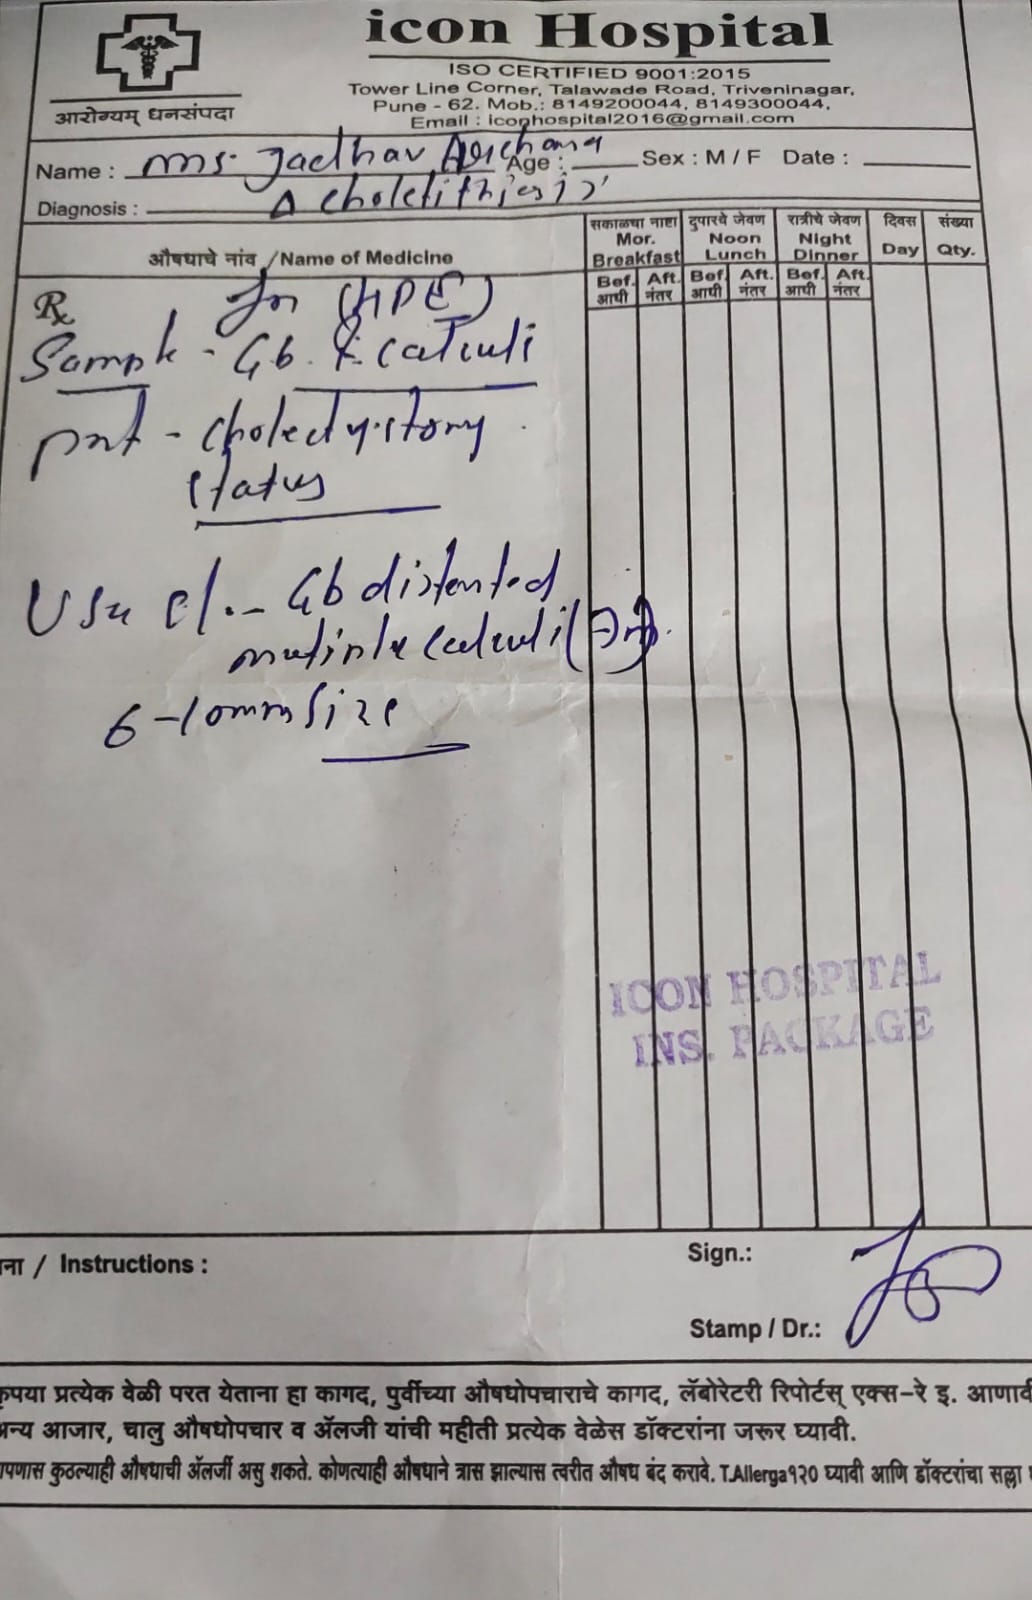 icon Hospital
ISO CERTIFIED 9001:2015
Tower Line Corner, Talawade Road, Triveninagar,
Pune - 62. Mob.: 8149200044, 8149300044,
Email : iconhospital2016@gmail.com
आरोग्यम् धनसंपदा
Name : Ms. Jadhav Archana Age : Sex : M / F Date :
Diagnosis : Δ Cholelithiasis
औषधाचे नांव / Name of Medicine
सकाळचा नाष्टा दुपारचे जेवण रात्रीचे जेवण दिवस संख्या
Mor. Noon Night
Breakfast Lunch Dinner Day Qty.
Bef. Aft. Bef. Aft. Bef. Aft.
आधी नंतर आधी नंतर आधी नंतर
Rx for (HPE)
Sample - Gb. & calculi
- Cholecystomy
status
USG - Gb distented
multiple calculi
6-10mm size
ICON HOSPITAL
INS. PACKAGE
ना / Instructions :
Sign.:
Stamp / Dr.:
कृपया प्रत्येक वेळी परत येताना हा कागद, पुर्वीच्या औषधोपचाराचे कागद, लॅबोरेटरी रिपोर्टस् एक्स-रे इ. आणावे
अन्य आजार, चालु औषधोपचार व ॲलर्जी यांची महीती प्रत्येक वेळेस डॉक्टरांना जरूर घ्यावी.
आपणास कुठल्याही औषधाची ॲलर्जी असु शकते. कोणत्याही औषधाने त्रास झाल्यास त्वरीत औषध बंद करावे. T.Allerga१२० घ्यावी आणि डॉक्टरांचा सल्ला